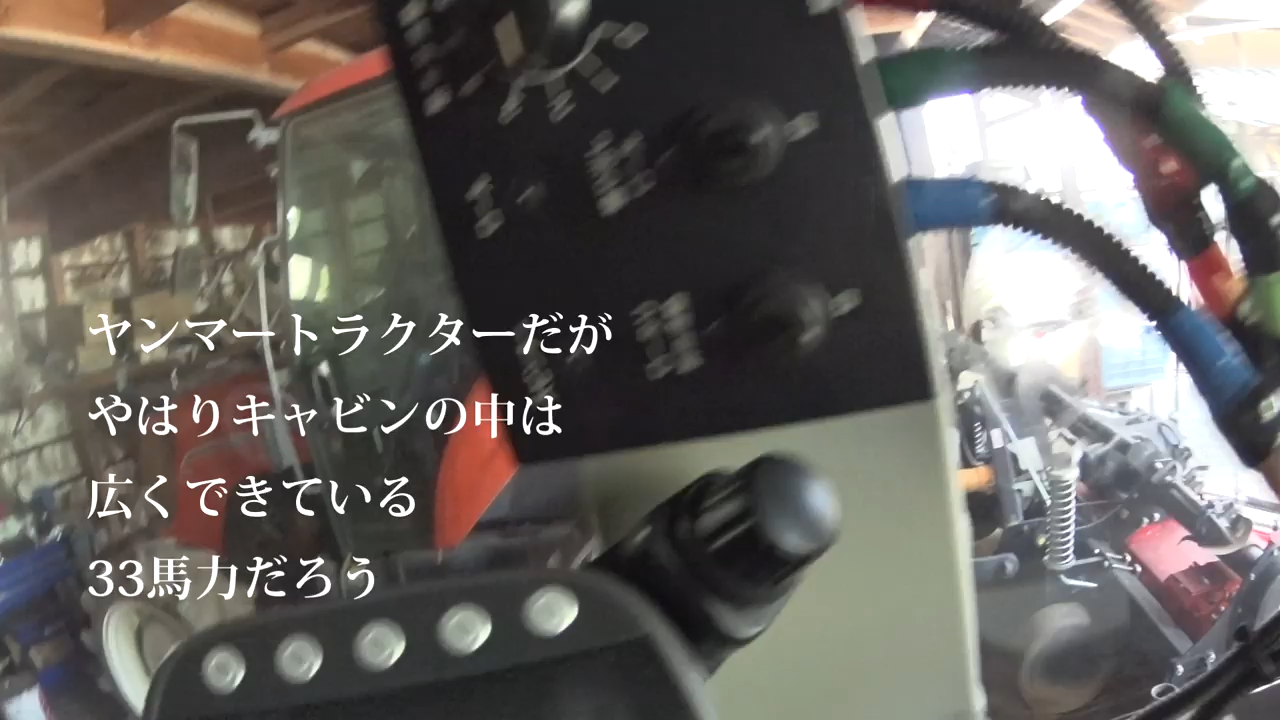 ヤンマートラクターだが
やはりキャビンの中は
広くできている
33馬力だろう